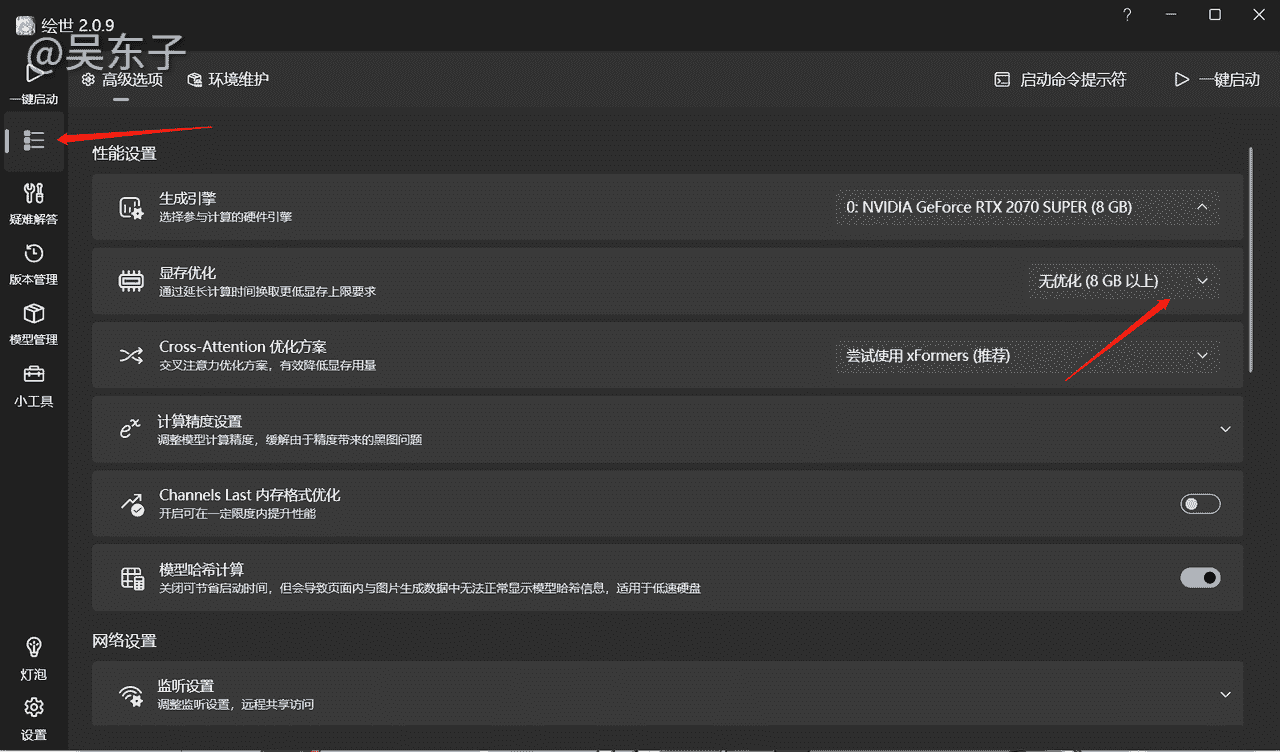 绘世 2.0.9
@吴东子
一键启动
高级选项
环境维护
启动命令提示符
一键启动
疑难解答
版本管理
模型管理
小工具
灯泡
设置
性能设置
生成引擎
选择参与计算的硬件引擎
0: NVIDIA GeForce RTX 2070 SUPER (8 GB)
显存优化
通过延长计算时间换取更低显存上限要求
无优化 (8 GB 以上)
Cross-Attention 优化方案
交叉注意力优化方案，有效降低显存用量
尝试使用 xFormers (推荐)
计算精度设置
调整模型计算精度，缓解由于精度带来的黑图问题
Channels Last 内存格式优化
开启可在一定限度内提升性能
模型哈希计算
关闭可节省启动时间，但会导致页面内与图片生成数据中无法正常显示模型哈希信息，适用于低速硬盘
网络设置
监听设置
调整监听设置，远程共享访问